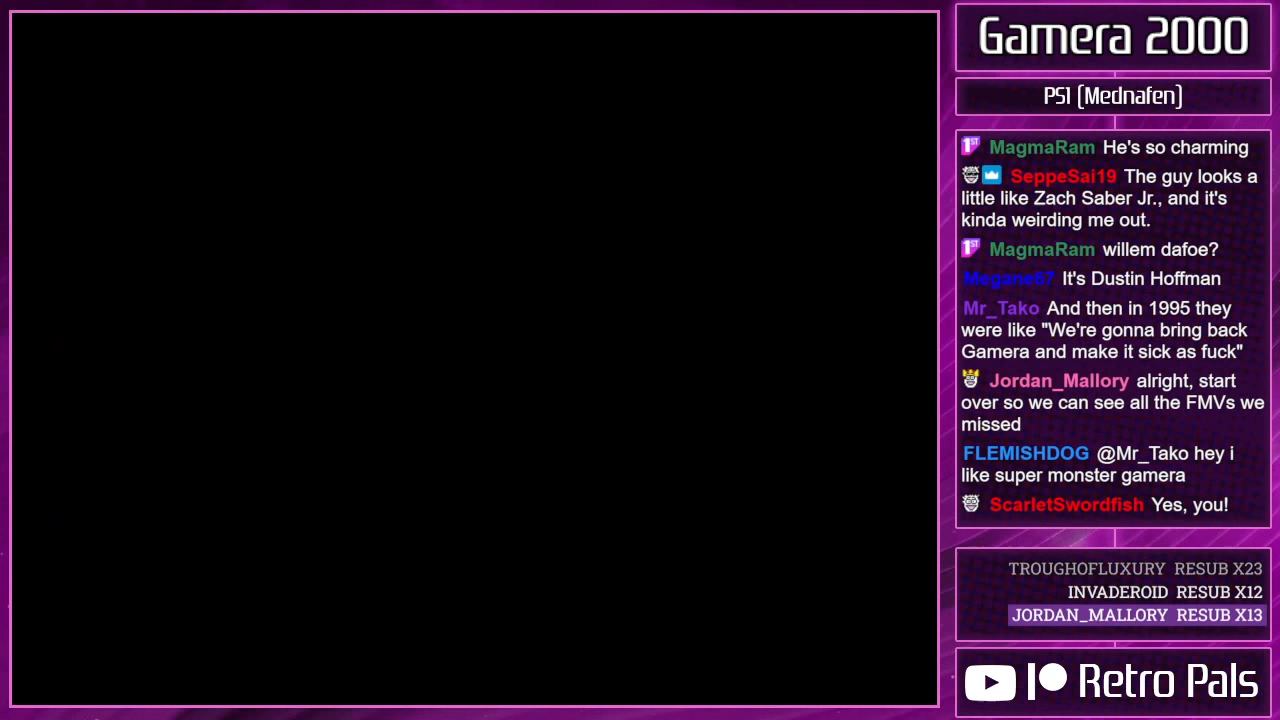 Gamera 2000
PS1 (Mednafen)
1ST MagmaRam He's so charming
SeppeSai19 The guy looks a
little like Zach Saber Jr., and it's
kinda weirding me out.
1ST MagmaRam willem dafoe?
Megane67 It's Dustin Hoffman
Mr_Tako And then in 1995 they
were like "We're gonna bring back
Gamera and make it sick as fuck"
Jordan_Mallory alright, start
over so we can see all the FMVs we
missed
FLEMISHDOG @Mr_Tako hey i
like super monster gamera
ScarletSwordfish Yes, you!
TROUGHOFLUXURY RESUB X23
INVADEROID RESUB X12
JORDAN_MALLORY RESUB X13
Retro Pals